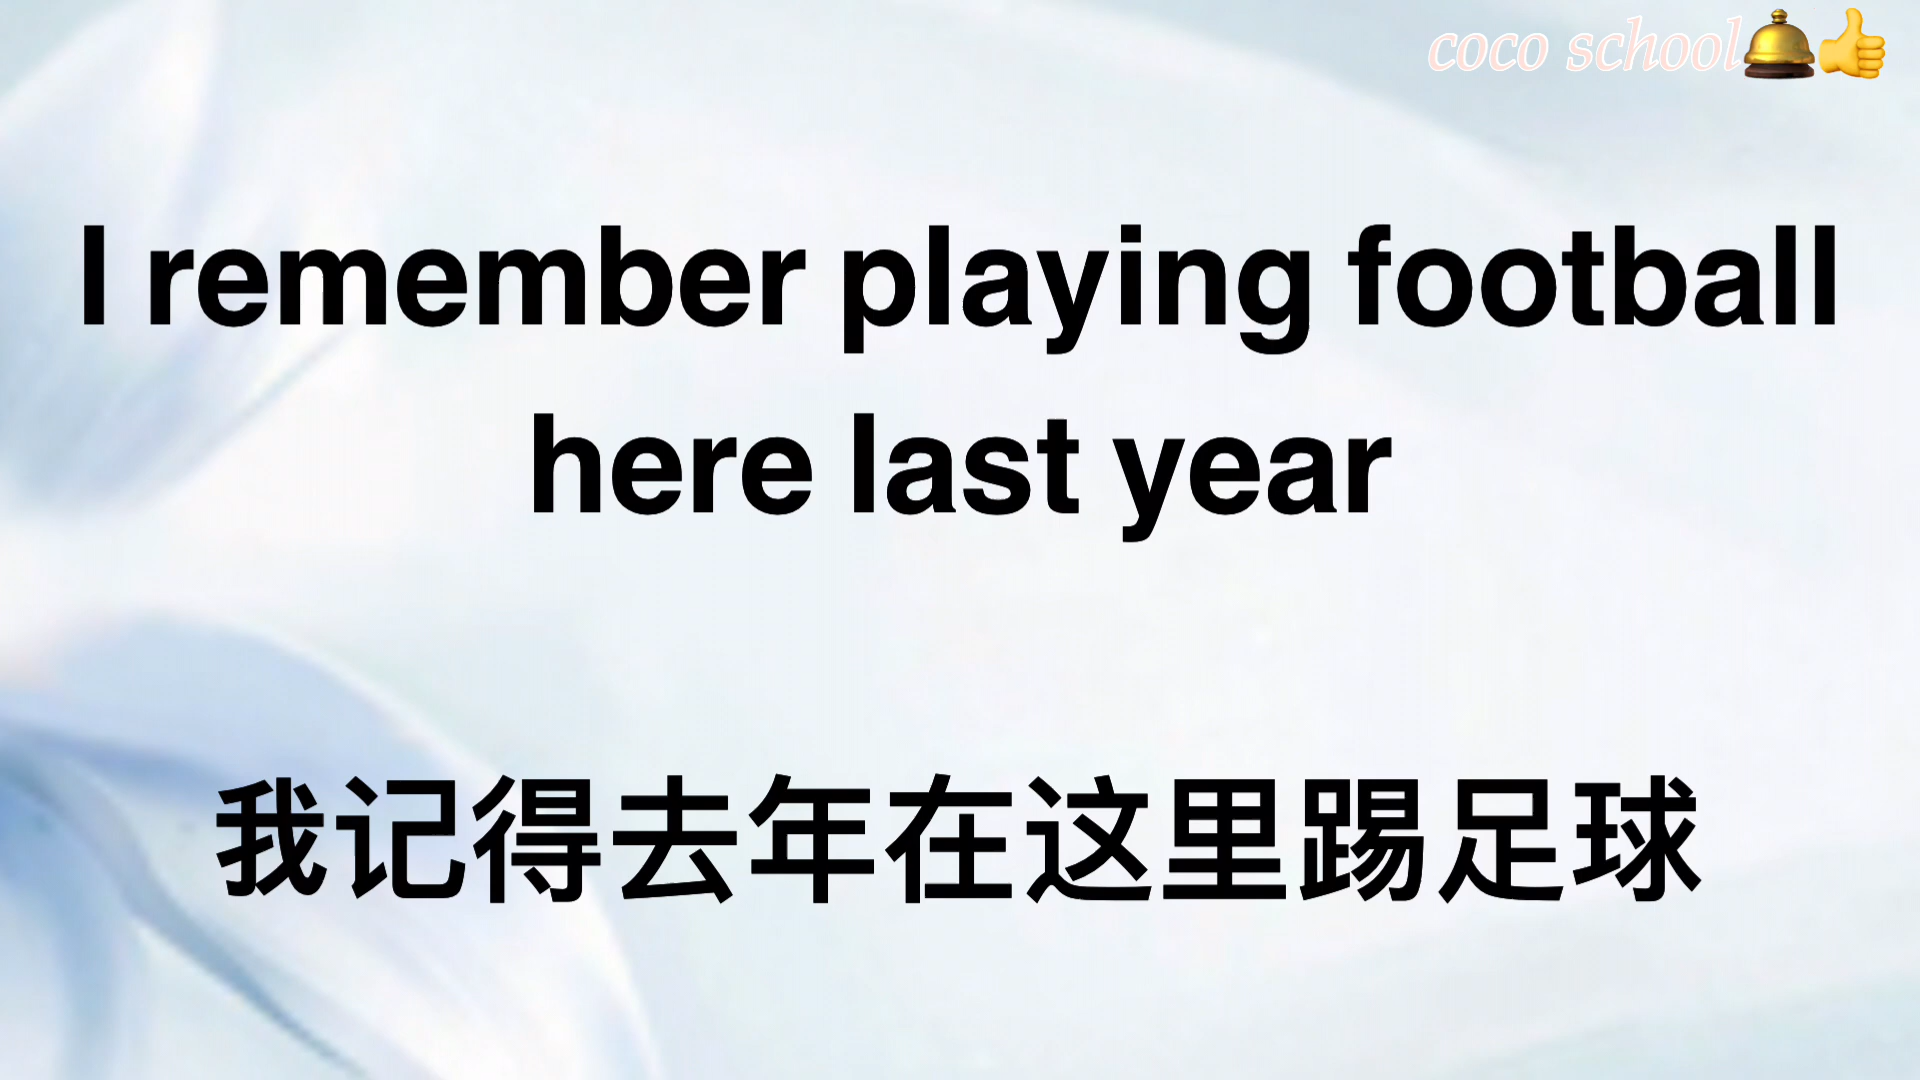 coco school🛎️👍
I remember playing football
here last year
我记得去年在这里踢足球